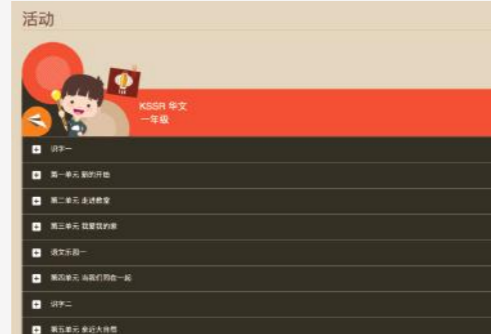 活动
KSSR 华文
一年级
识字一
第一单元 新的开始
第二单元 走进教室
第三单元 我爱我的家
语文乐园一
第四单元 当我们同在一起
识字二
第五单元 亲近大自然